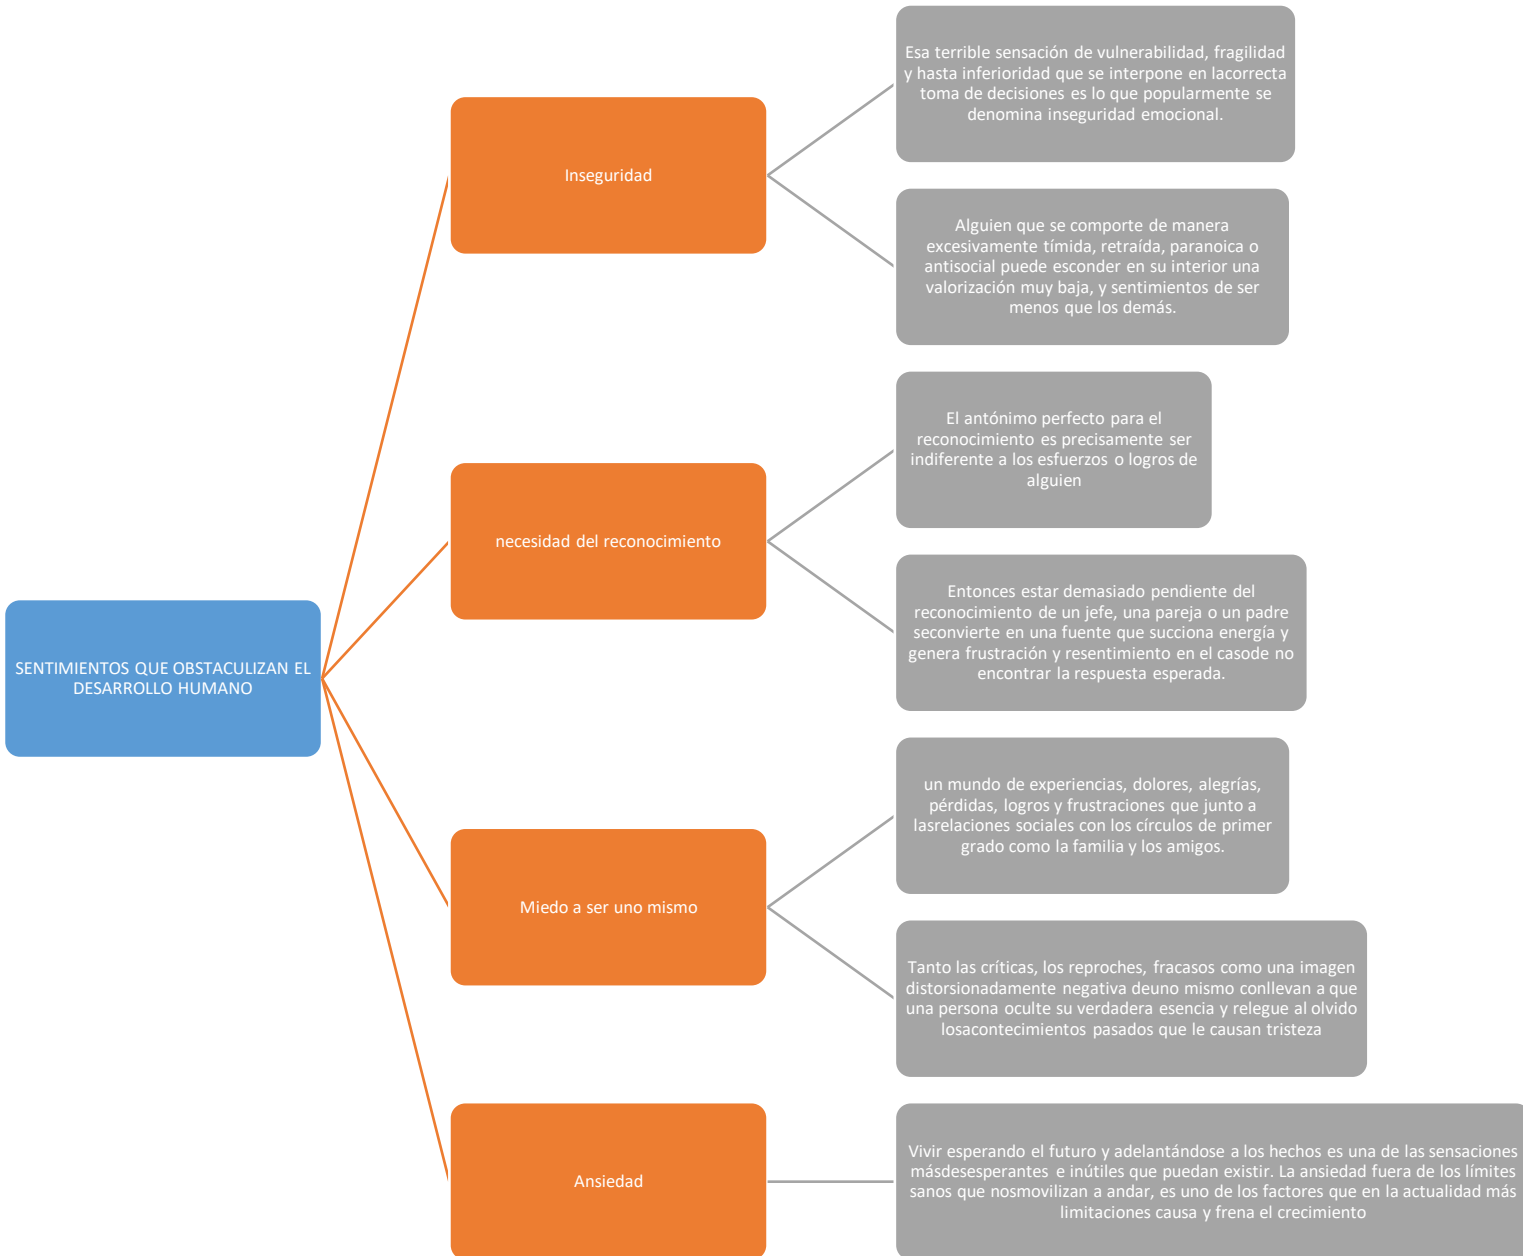 SENTIMIENTOS QUE OBSTACULIZAN EL
DESARROLLO HUMANO
Inseguridad
Esa terrible sensación de vulnerabilidad, fragilidad
y hasta inferioridad que se interpone en lacorrecta
toma de decisiones es lo que popularmente se
denomina inseguridad emocional.
Alguien que se comporte de manera
excesivamente tímida, retraída, paranoica o
antisocial puede esconder en su interior una
valorización muy baja, y sentimientos de ser
menos que los demás.
necesidad del reconocimiento
El antónimo perfecto para el
reconocimiento es precisamente ser
indiferente a los esfuerzos o logros de
alguien
Entonces estar demasiado pendiente del
reconocimiento de un jefe, una pareja o un padre
seconvierte en una fuente que succiona energía y
genera frustración y resentimiento en el casode no
encontrar la respuesta esperada.
Miedo a ser uno mismo
un mundo de experiencias, dolores, alegrías,
pérdidas, logros y frustraciones que junto a
lasrelaciones sociales con los círculos de primer
grado como la familia y los amigos.
Tanto las críticas, los reproches, fracasos como una imagen
distorsionadamente negativa deuno mismo conllevan a que
una persona oculte su verdadera esencia y relegue al olvido
losacontecimientos pasados que le causan tristeza
Ansiedad
Vivir esperando el futuro y adelantándose a los hechos es una de las sensaciones
másdesesperantes e inútiles que puedan existir. La ansiedad fuera de los límites
sanos que nosmovilizan a andar, es uno de los factores que en la actualidad más
limitaciones causa y frena el crecimiento